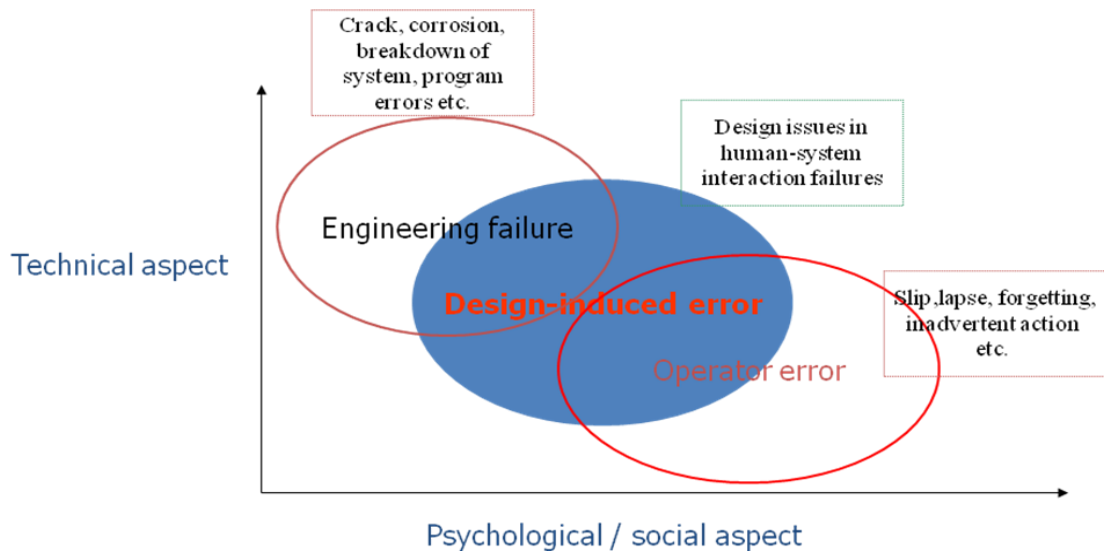 Crack, corrosion,
breakdown of
system, program
errors etc.
Design issues in
human-system
interaction failures
Engineering failure
Technical aspect
Design-induced error
Slip,lapse, forgetting,
inadvertent action
etc.
Operator error
Psychological / social aspect